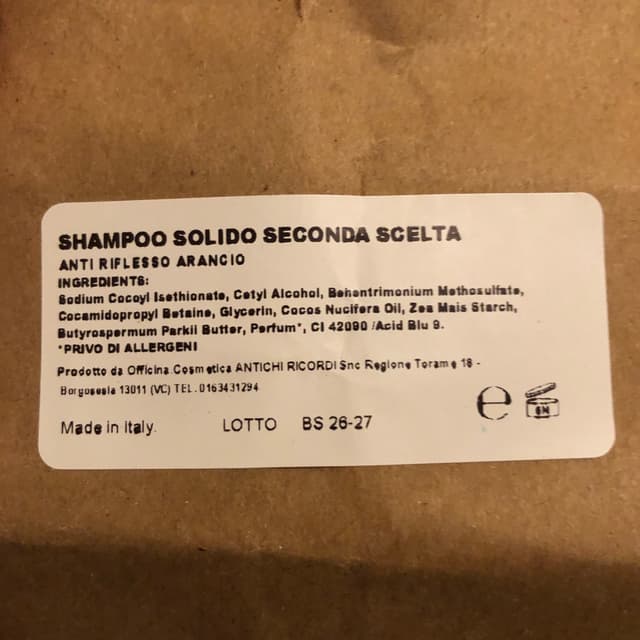 SHAMPOO SOLIDO SECONDA SCELTA
ANTI RIFLESSO ARANCIO
INGREDIENTS:
Sodium Cocoyl Isethionate, Cetyl Alcohol, Behentrimonium Methosulfate,
Cocamidopropyl Betaine, Glycerin, Cocos Nucifera Oil, Zea Mais Starch,
Butyrospermum Parkii Butter, Perfum*, CI 42090 /Acid Blu 9.
*PRIVO DI ALLERGENI
Prodotto da Officina Cosmetica ANTICHI RICORDI Snc Regione Torame 18 -
Borgosesia 13011 (VC) TEL. 0163431294
e 6M
Made in Italy. LOTTO BS 26-27